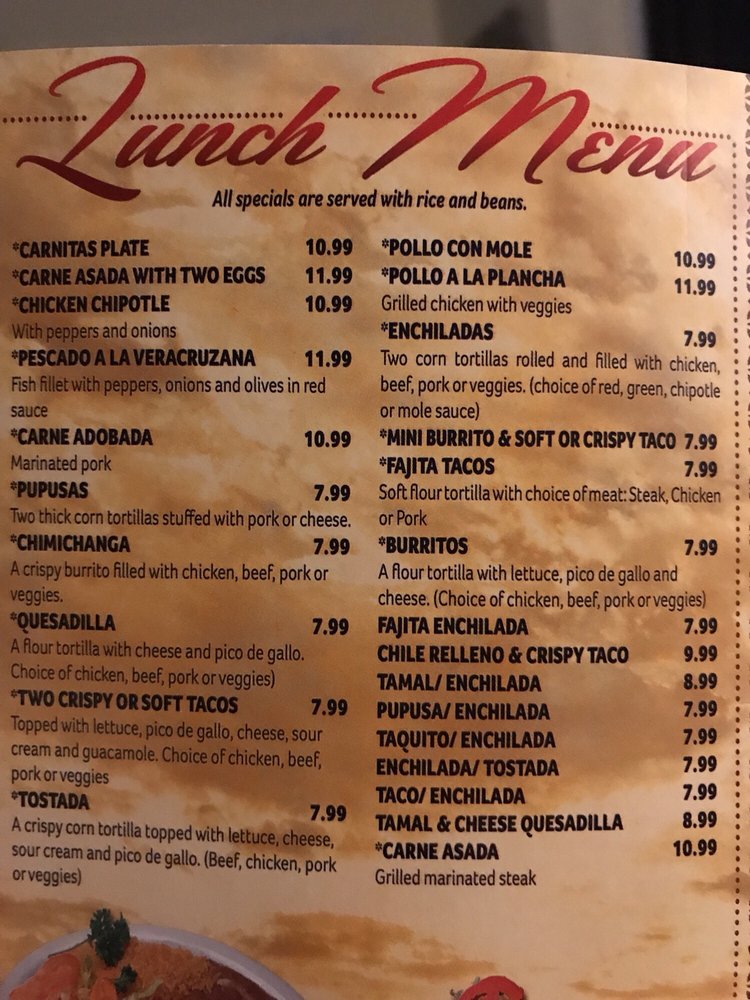 Lunch Menu
All specials are served with rice and beans.
*CARNITAS PLATE 10.99
*CARNE ASADA WITH TWO EGGS 11.99
*CHICKEN CHIPOTLE 10.99
With peppers and onions
*PESCADO A LA VERACRUZANA 11.99
Fish fillet with peppers, onions and olives in red
sauce
*CARNE ADOBADA 10.99
Marinated pork
*PUPUSAS 7.99
Two thick corn tortillas stuffed with pork or cheese.
*CHIMICHANGA 7.99
A crispy burrito filled with chicken, beef, pork or
veggies.
*QUESADILLA 7.99
A flour tortilla with cheese and pico de gallo.
Choice of chicken, beef, pork or veggies)
*TWO CRISPY OR SOFT TACOS 7.99
Topped with lettuce, pico de gallo, cheese, sour
cream and guacamole. Choice of chicken, beef,
pork or veggies
*TOSTADA 7.99
A crispy corn tortilla topped with lettuce, cheese,
sour cream and pico de gallo. (Beef, chicken, pork
or veggies)
*POLLO CON MOLE 10.99
*POLLO A LA PLANCHA 11.99
Grilled chicken with veggies
*ENCHILADAS 7.99
Two corn tortillas rolled and filled with chicken,
beef, pork or veggies. (choice of red, green, chipotle
or mole sauce)
*MINI BURRITO & SOFT OR CRISPY TACO 7.99
*FAJITA TACOS 7.99
Soft flour tortilla with choice of meat: Steak, Chicken
or Pork
*BURRITOS 7.99
A flour tortilla with lettuce, pico de gallo and
cheese. (Choice of chicken, beef, pork or veggies)
FAJITA ENCHILADA 7.99
CHILE RELLENO & CRISPY TACO 9.99
TAMAL/ ENCHILADA 8.99
PUPUSA/ ENCHILADA 7.99
TAQUITO/ ENCHILADA 7.99
ENCHILADA/ TOSTADA 7.99
TACO/ ENCHILADA 7.99
TAMAL & CHEESE QUESADILLA 8.99
*CARNE ASADA 10.99
Grilled marinated steak